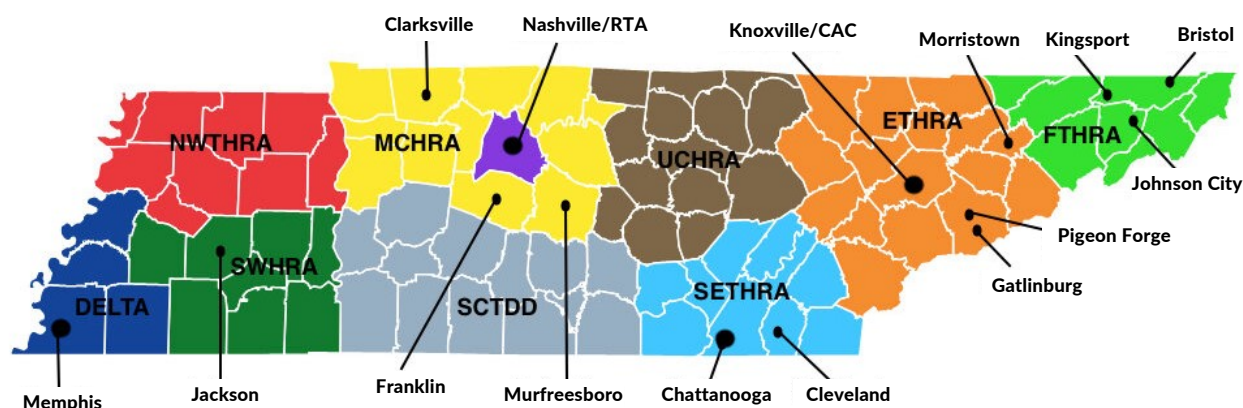 Clarksville
Nashville/RTA
Knoxville/CAC
Morristown
Kingsport
Bristol
NWTHRA
MCHRA
UCHRA
ETHRA
FTHRA
Johnson City
Pigeon Forge
Gatlinburg
SWHRA
DELTA
SCTDD
SETHRA
Memphis
Jackson
Franklin
Murfreesboro
Chattanooga
Cleveland